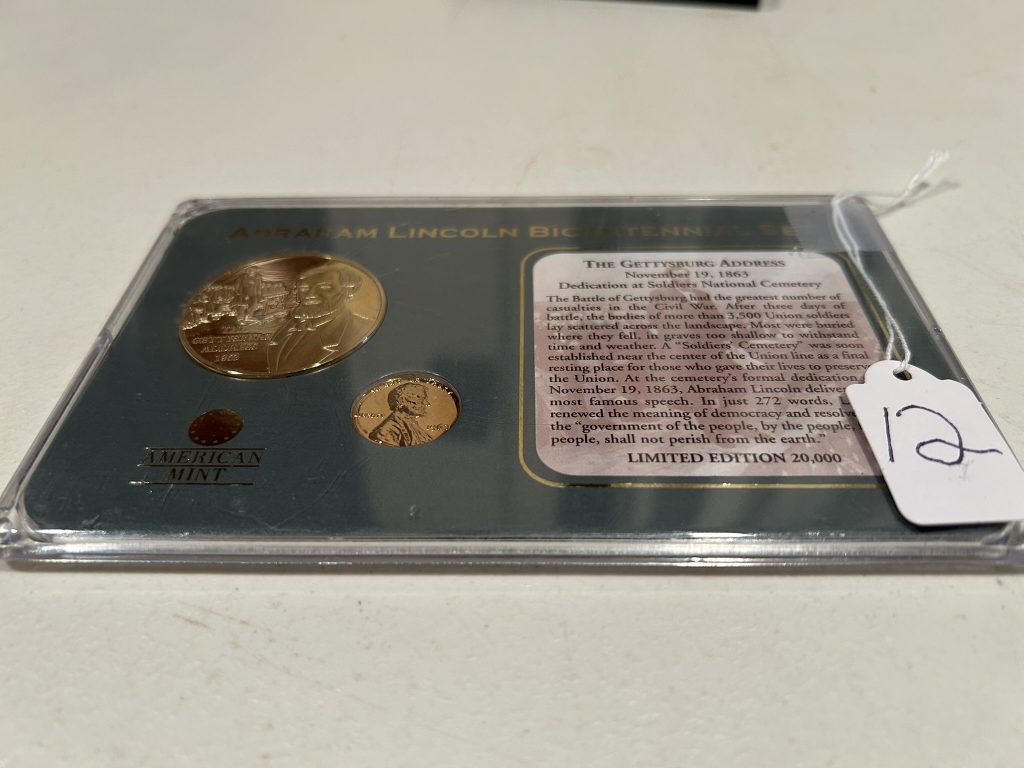 ABRAHAM LINCOLN BICENTENNIAL SE
THE GETTYSBURG ADDRESS
November 19, 1863
Dedication at Soldiers National Cemetery
The Battle of Gettysburg had the greatest number of
casualties in the Civil War. After three days of
battle, the bodies of more than 3,500 Union soldiers
lay scattered across the landscape. Most were buried
where they fell, in graves too shallow to withstand
time and weather. A "Soldiers' Cemetery" was soon
established near the center of the Union line as a final
resting place for those who gave their lives to preserve
the Union. At the cemetery's formal dedication
November 19, 1863, Abraham Lincoln deliver
most famous speech. In just 272 words,
renewed the meaning of democracy and resolve
the "government of the people, by the people,
people, shall not perish from the earth."
LIMITED EDITION 20,000
THE
GETTYSBURG
ADDRESS
1863
AMERICAN
MINT
12